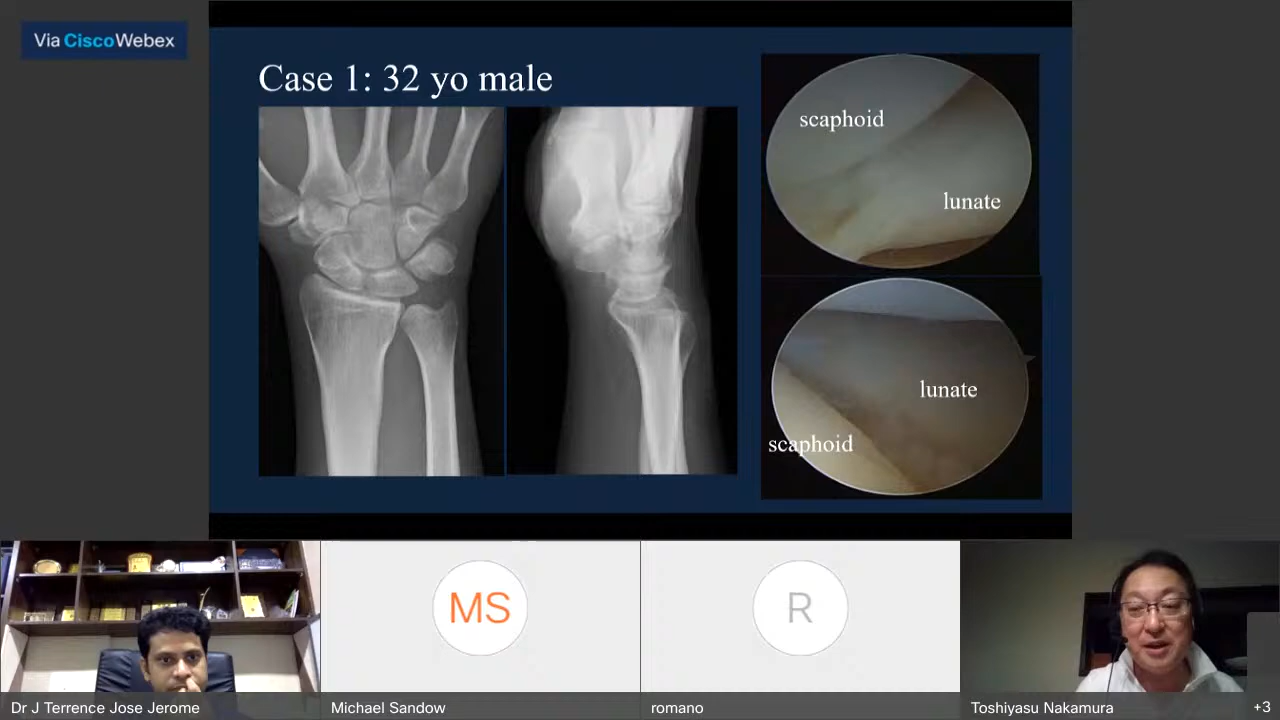 Via Cisco Webex
Case 1: 32 yo male
scaphoid
lunate
lunate
scaphoid
MS
R
Dr J Terrence Jose Jerome
Michael Sandow
romano
Toshiyasu Nakamura
+3